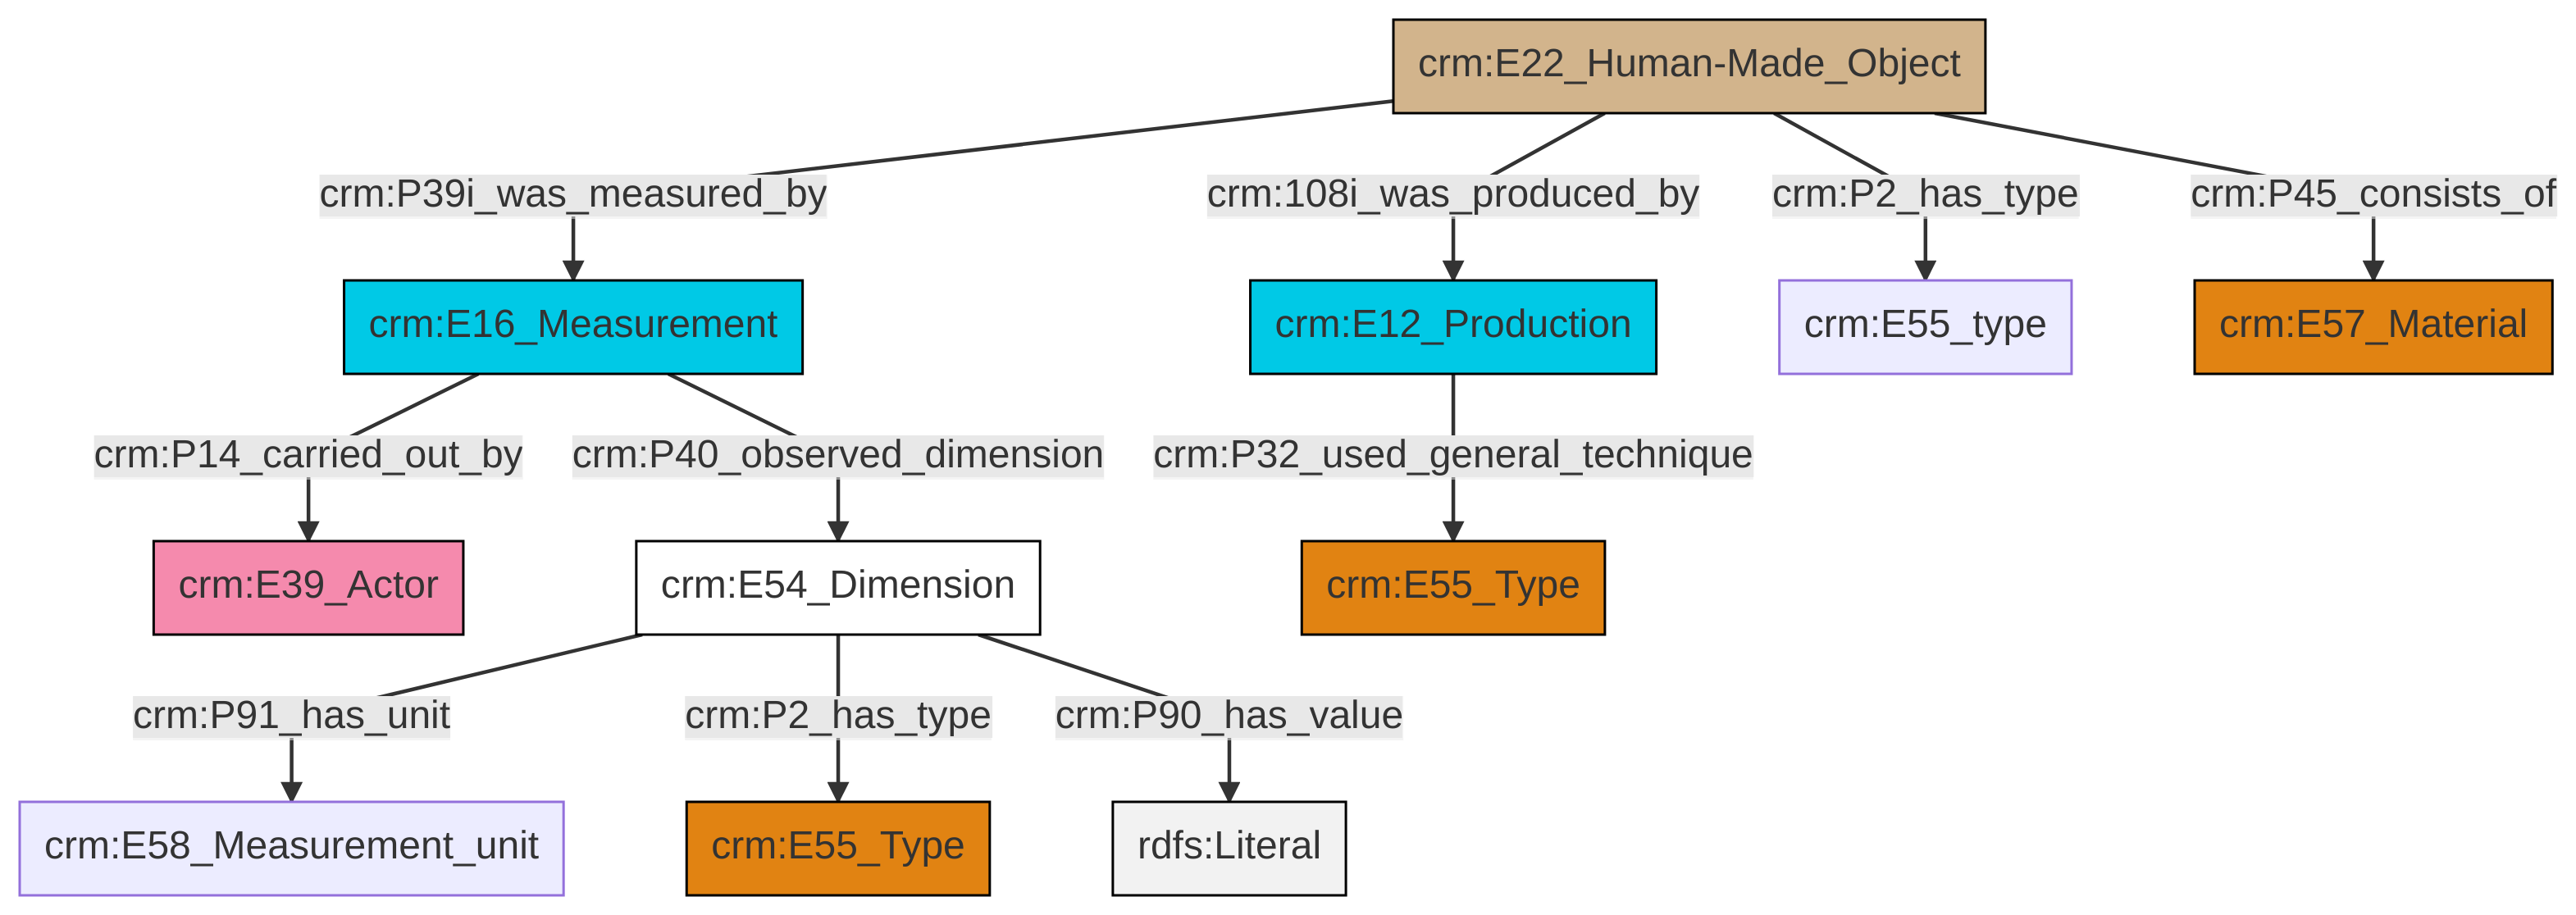 crm:E22_Human-Made_Object
crm:P39i_was_measured_by
crm:108i_was_produced_by
crm:P2_has_type
crm:P45_consists_of
crm:E16_Measurement
crm:E12_Production
crm:E55_type
crm:E57_Material
crm:P14_carried_out_by
crm:P40_observed_dimension
crm:P32_used_general_technique
crm:E39_Actor
crm:E54_Dimension
crm:E55_Type
crm:P91_has_unit
crm:P2_has_type
crm:P90_has_value
crm:E58_Measurement_unit
crm:E55_Type
rdfs:Literal